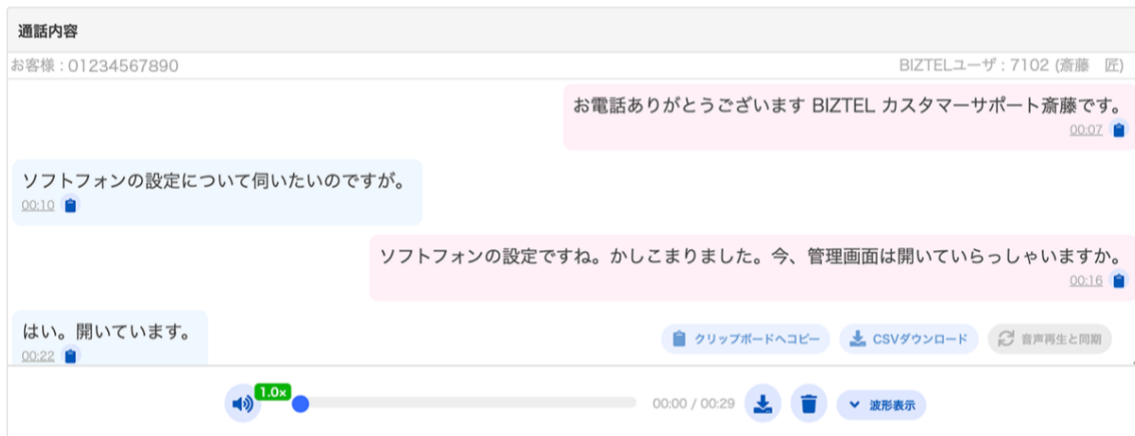 通話内容
お客様 : 01234567890
BIZTELユーザ : 7102 (斎藤　匠)
お電話ありがとうございます BIZTEL カスタマーサポート斎藤です。
00:07
ソフトフォンの設定について伺いたいのですが。
00:10
ソフトフォンの設定ですね。かしこまりました。今、管理画面は開いていらっしゃいますか。
00:16
はい。開いています。
00:22
クリップボードへコピー
CSVダウンロード
音声再生と同期
1.0×
00:00 / 00:29
波形表示